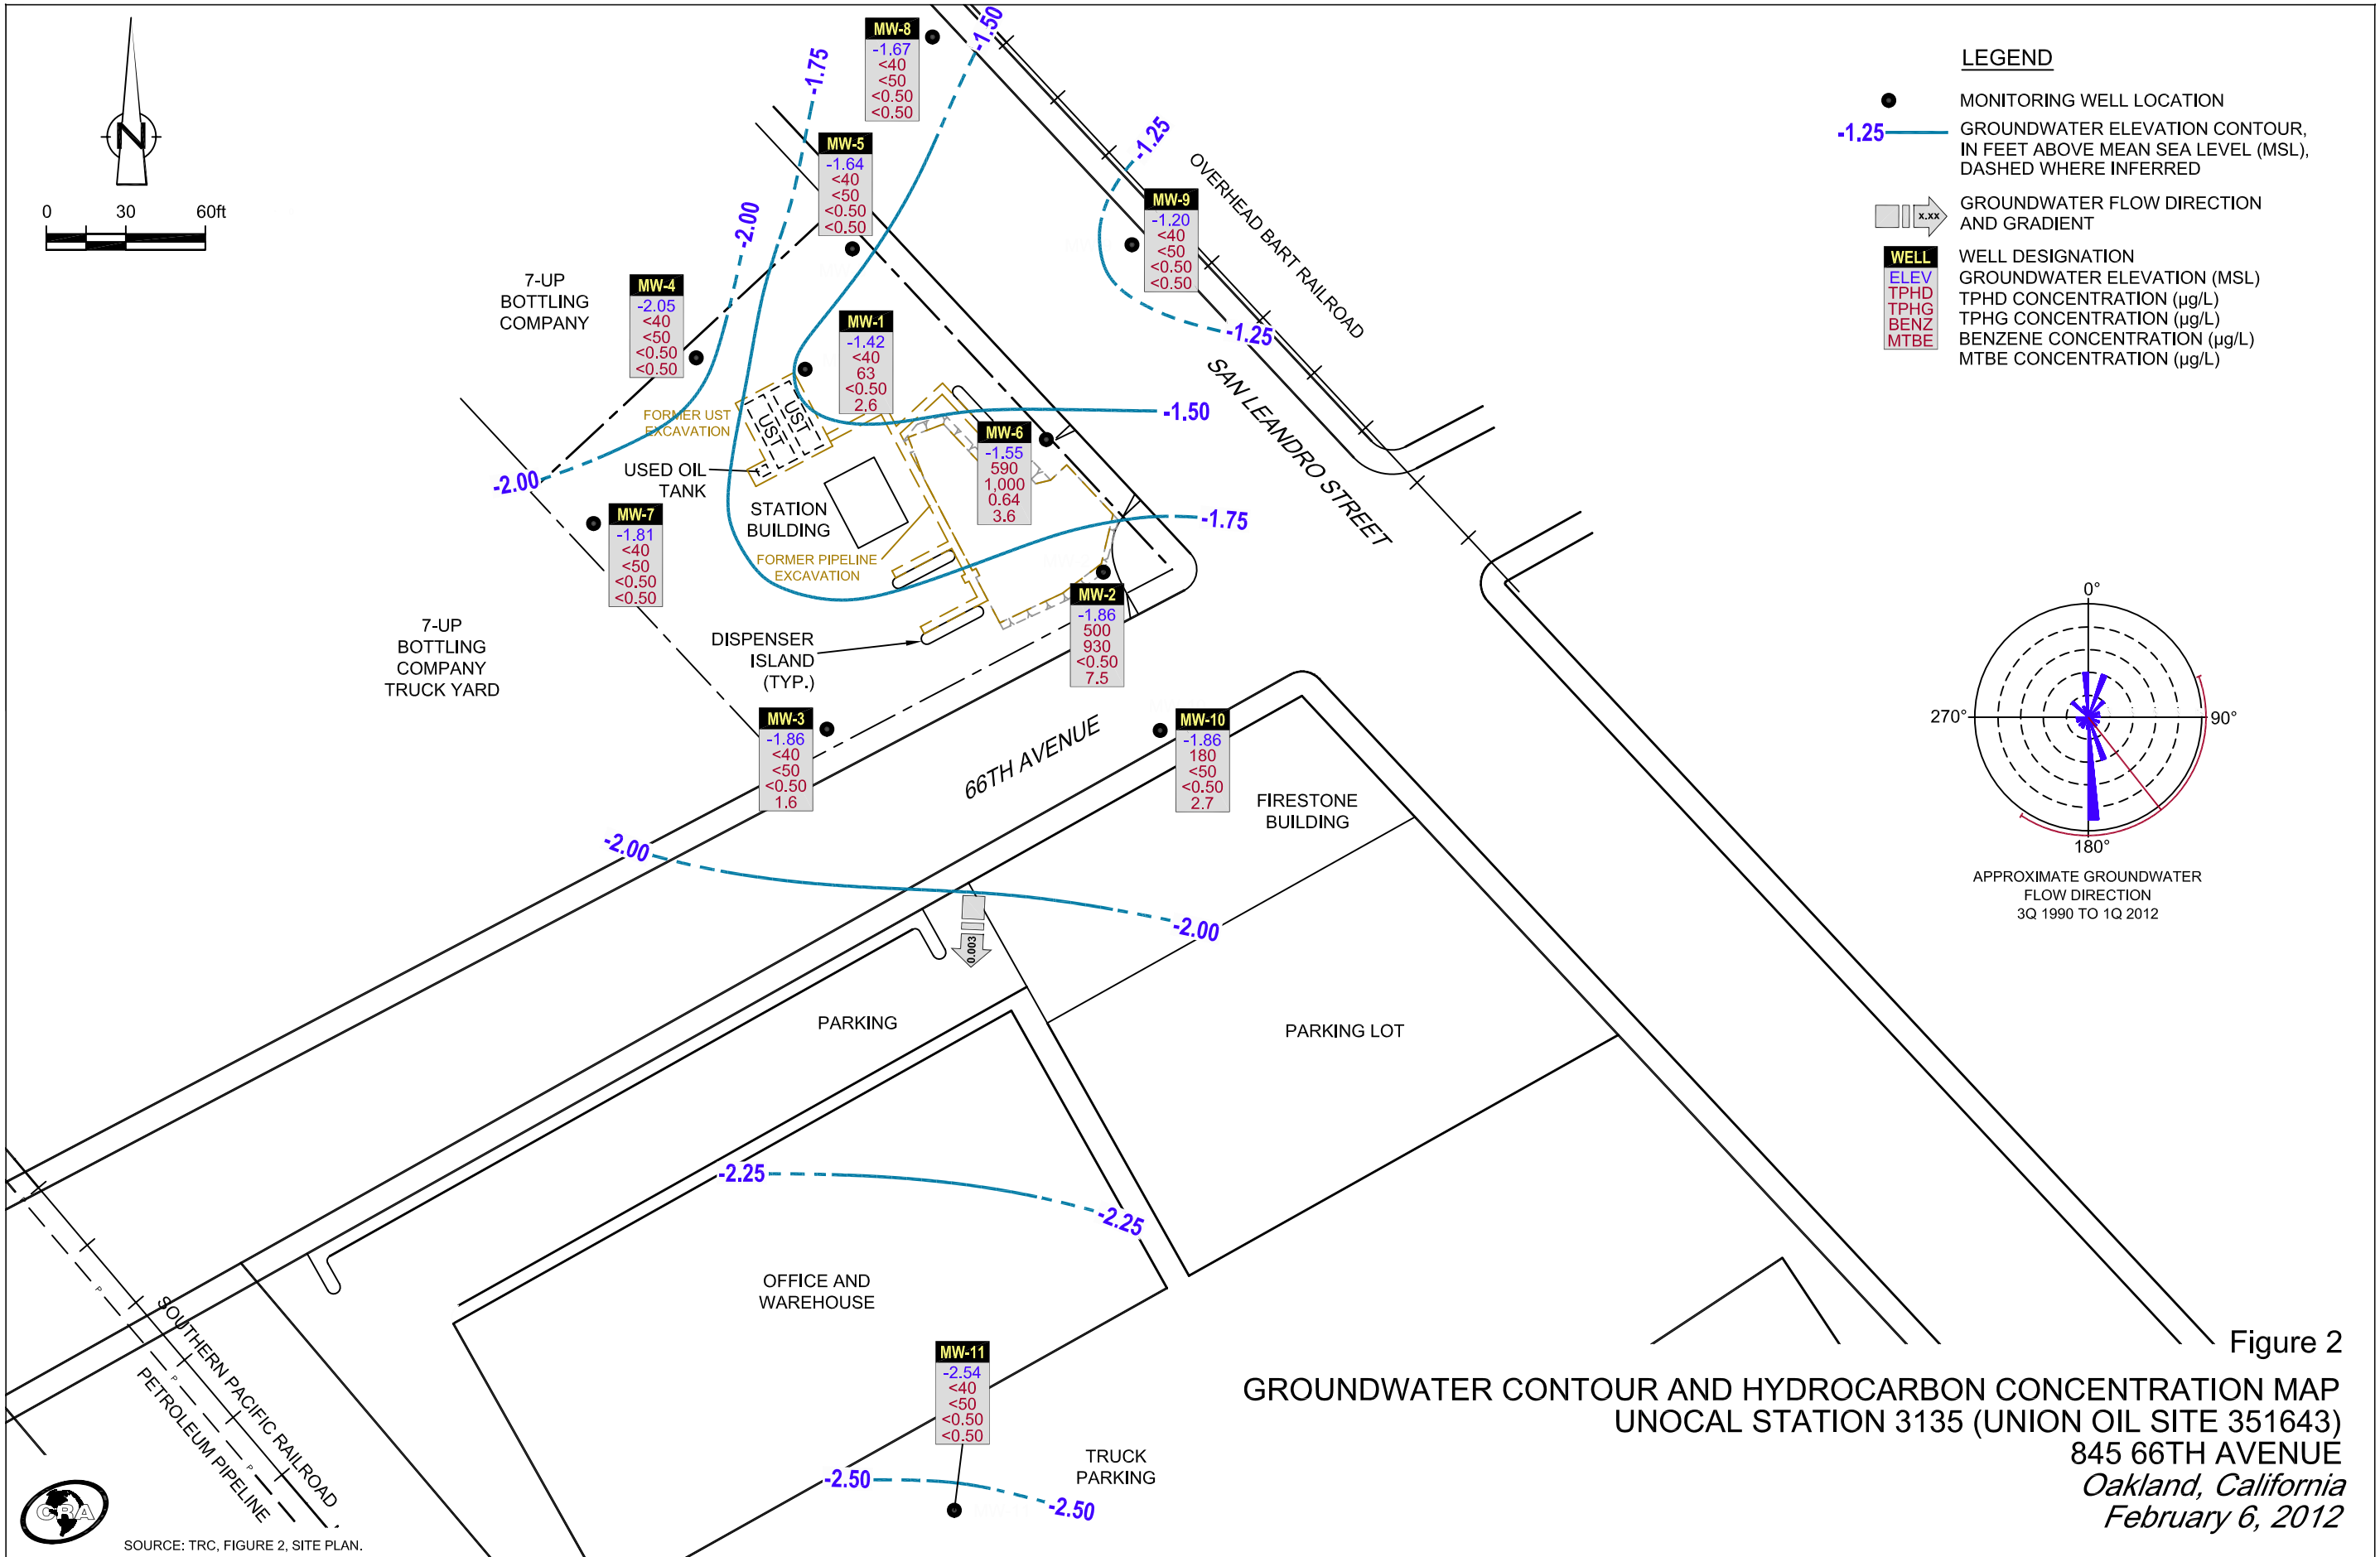 N
0 30 60ft
MW-8
-1.67
<40
<50
<0.50
<0.50
-1.50
-1.75
MW-5
-1.64
<40
<50
<0.50
<0.50
-2.00
-1.25
MW-9
-1.20
<40
<50
<0.50
<0.50
-1.25
OVERHEAD BART RAILROAD
SAN LEANDRO STREET
7-UP
BOTTLING
COMPANY
MW-4
-2.05
<40
<50
<0.50
<0.50
MW-1
-1.42
<40
63
<0.50
2.6
FORMER UST
EXCAVATION
UST
UST
-1.50
MW-6
-1.55
590
1,000
0.64
3.6
-2.00
USED OIL
TANK
STATION
BUILDING
-1.75
MW-7
-1.81
<40
<50
<0.50
<0.50
FORMER PIPELINE
EXCAVATION
MW-2
-1.86
500
930
<0.50
7.5
7-UP
BOTTLING
COMPANY
TRUCK YARD
DISPENSER
ISLAND
(TYP.)
MW-3
-1.86
<40
<50
<0.50
1.6
66TH AVENUE
MW-10
-1.86
180
<50
<0.50
2.7
FIRESTONE
BUILDING
-2.00
-2.00
0.003
PARKING
PARKING LOT
-2.25
-2.25
OFFICE AND
WAREHOUSE
MW-11
-2.54
<40
<50
<0.50
<0.50
TRUCK
PARKING
-2.50
-2.50
SOUTHERN PACIFIC RAILROAD
PETROLEUM PIPELINE
P
P
P
P
CRA
SOURCE: TRC, FIGURE 2, SITE PLAN.
LEGEND
MONITORING WELL LOCATION
-1.25
GROUNDWATER ELEVATION CONTOUR,
IN FEET ABOVE MEAN SEA LEVEL (MSL),
DASHED WHERE INFERRED
x.xx
GROUNDWATER FLOW DIRECTION
AND GRADIENT
WELL WELL DESIGNATION
ELEV GROUNDWATER ELEVATION (MSL)
TPHD TPHD CONCENTRATION (µg/L)
TPHG TPHG CONCENTRATION (µg/L)
BENZ BENZENE CONCENTRATION (µg/L)
MTBE MTBE CONCENTRATION (µg/L)
0°
270°
90°
180°
APPROXIMATE GROUNDWATER
FLOW DIRECTION
3Q 1990 TO 1Q 2012
Figure 2
GROUNDWATER CONTOUR AND HYDROCARBON CONCENTRATION MAP
UNOCAL STATION 3135 (UNION OIL SITE 351643)
845 66TH AVENUE
Oakland, California
February 6, 2012